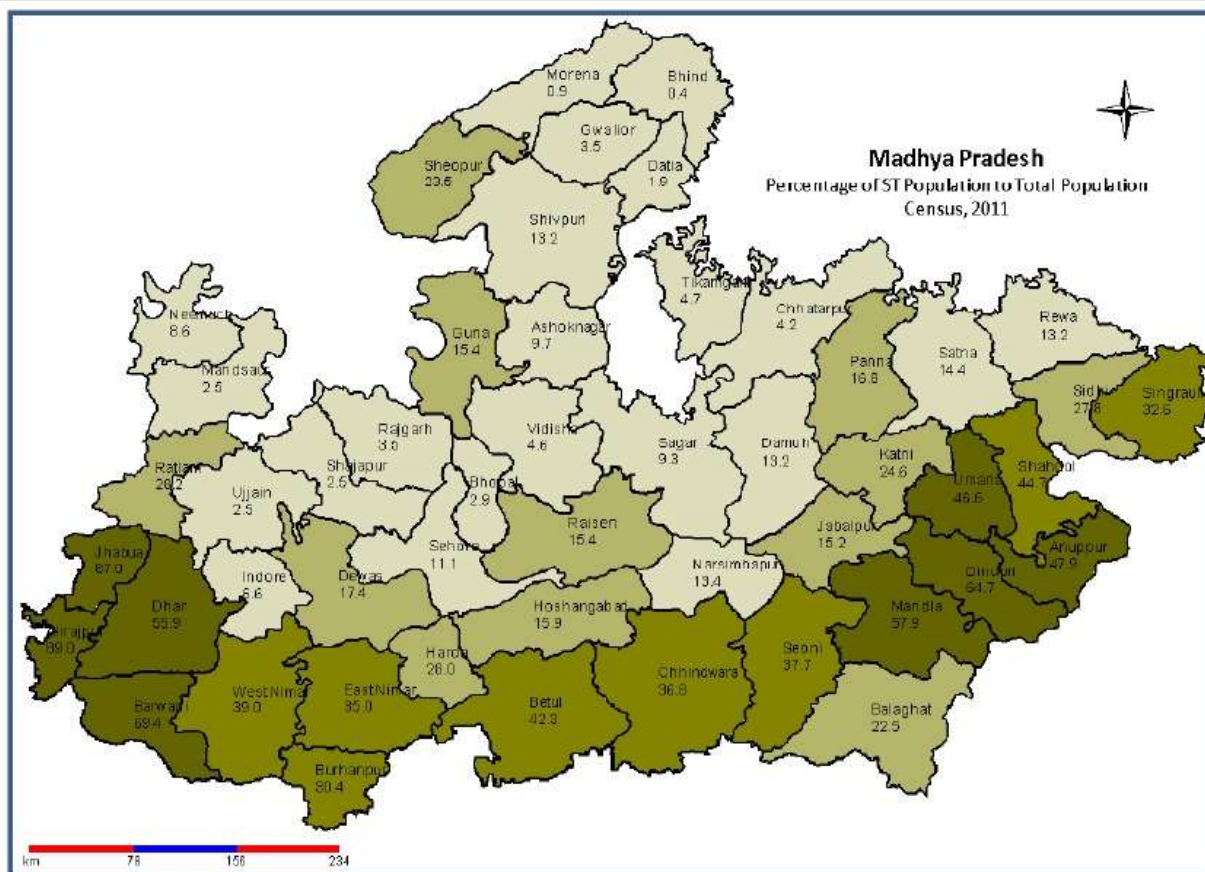 Madhya Pradesh
Percentage of ST Population to Total Population
Census, 2011
Morena
0.9
Bhind
0.4
Gwalior
3.5
Datia
1.9
Sheopur
23.5
Shivpuri
13.2
Tikamgarh
4.7
Chhatarpur
4.2
Rewa
13.2
Neemuch
8.6
Guna
15.4
Ashoknagar
9.7
Panna
16.8
Satna
14.4
Mandsaur
2.5
Sidhi
27.8
Singrauli
32.6
Rajgarh
3.5
Vidisha
4.6
Sagar
9.3
Damuh
13.2
Katni
24.6
Shahdol
44.7
Ratlam
28.2
Shajapur
2.5
Bhopal
2.9
Umaria
46.6
Ujjain
2.5
Raisen
15.4
Jabalpur
15.2
Anuppur
47.9
Jhabua
87.0
Sehore
11.1
Narsimhapur
13.4
Dindori
64.7
Indore
6.6
Dewas
17.4
Dhar
55.9
Hoshangabad
15.9
Mandla
57.9
Alirajpur
89.0
Harda
28.0
Seoni
37.7
Chhindwara
36.8
Barwani
69.4
West Nimar
39.0
East Nimar
35.0
Betul
42.3
Balaghat
22.5
Burhanpur
30.4
km
78
156
234